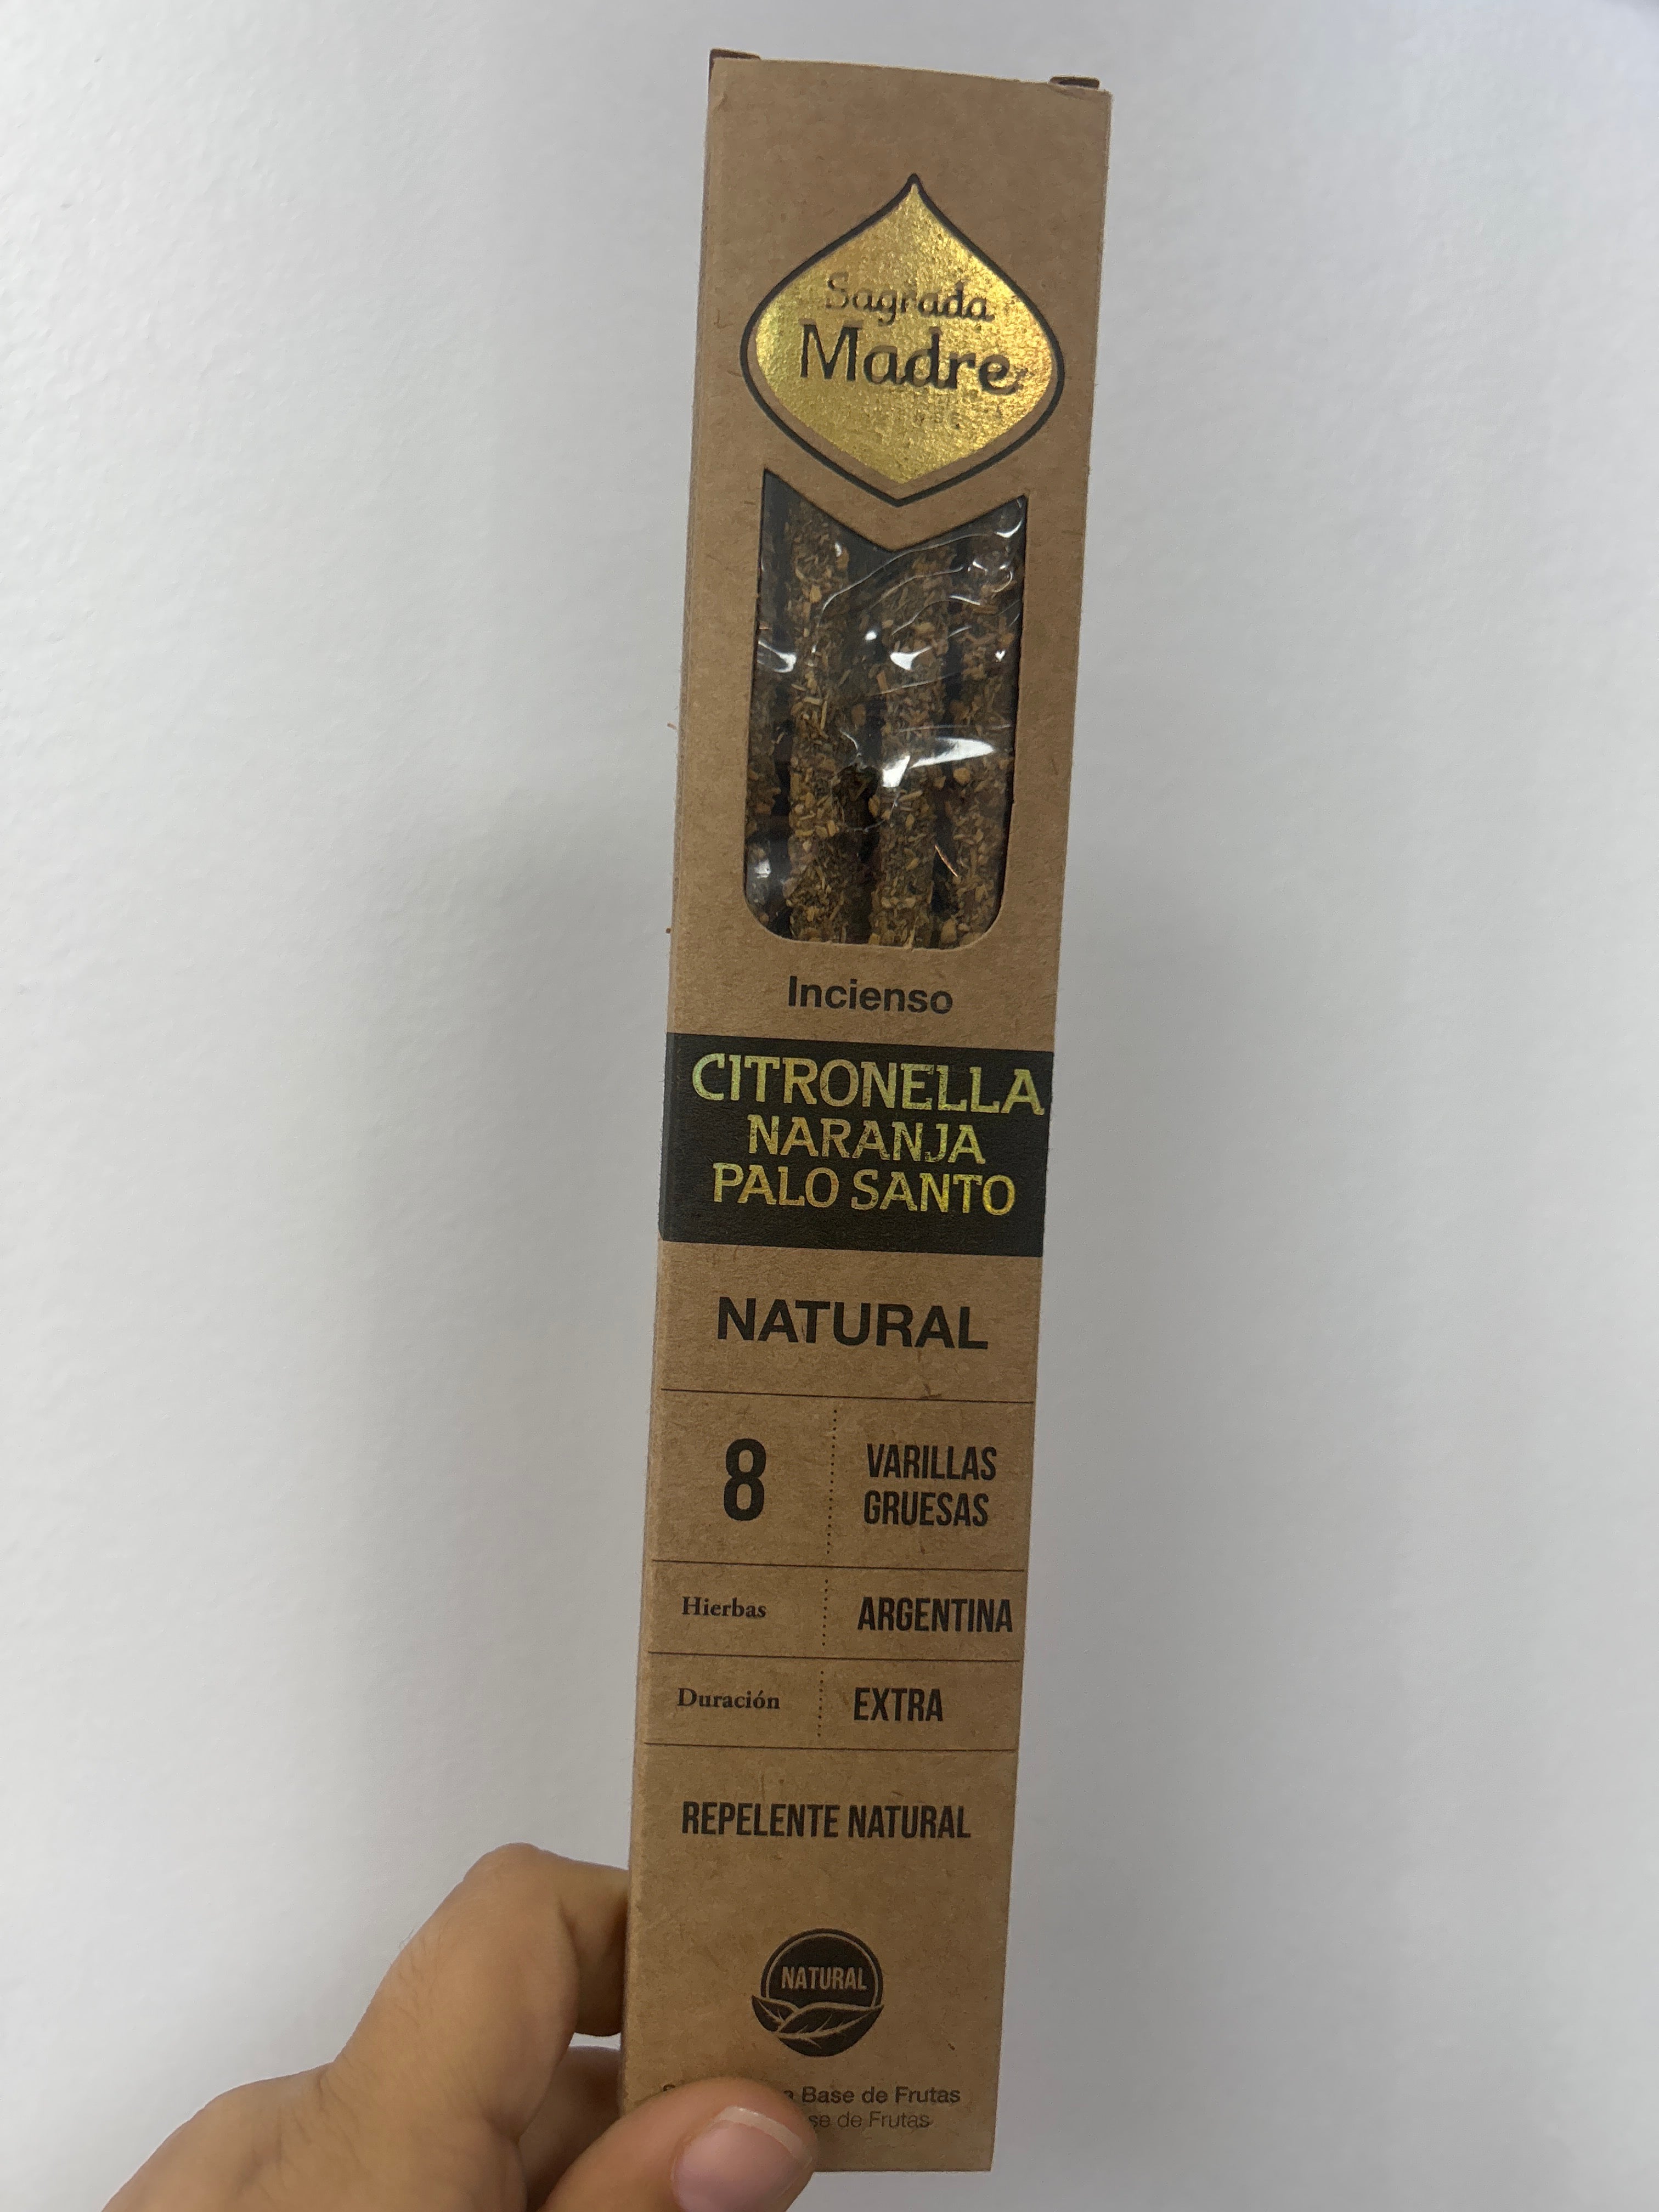 Sagrada
Madre
Incienso
CITRONELLA
NARANJA
PALO SANTO
NATURAL
8 VARILLAS
GRUESAS
Hierbas ARGENTINA
Duración EXTRA
REPELENTE NATURAL
NATURAL
Base de Frutas
de Frutas